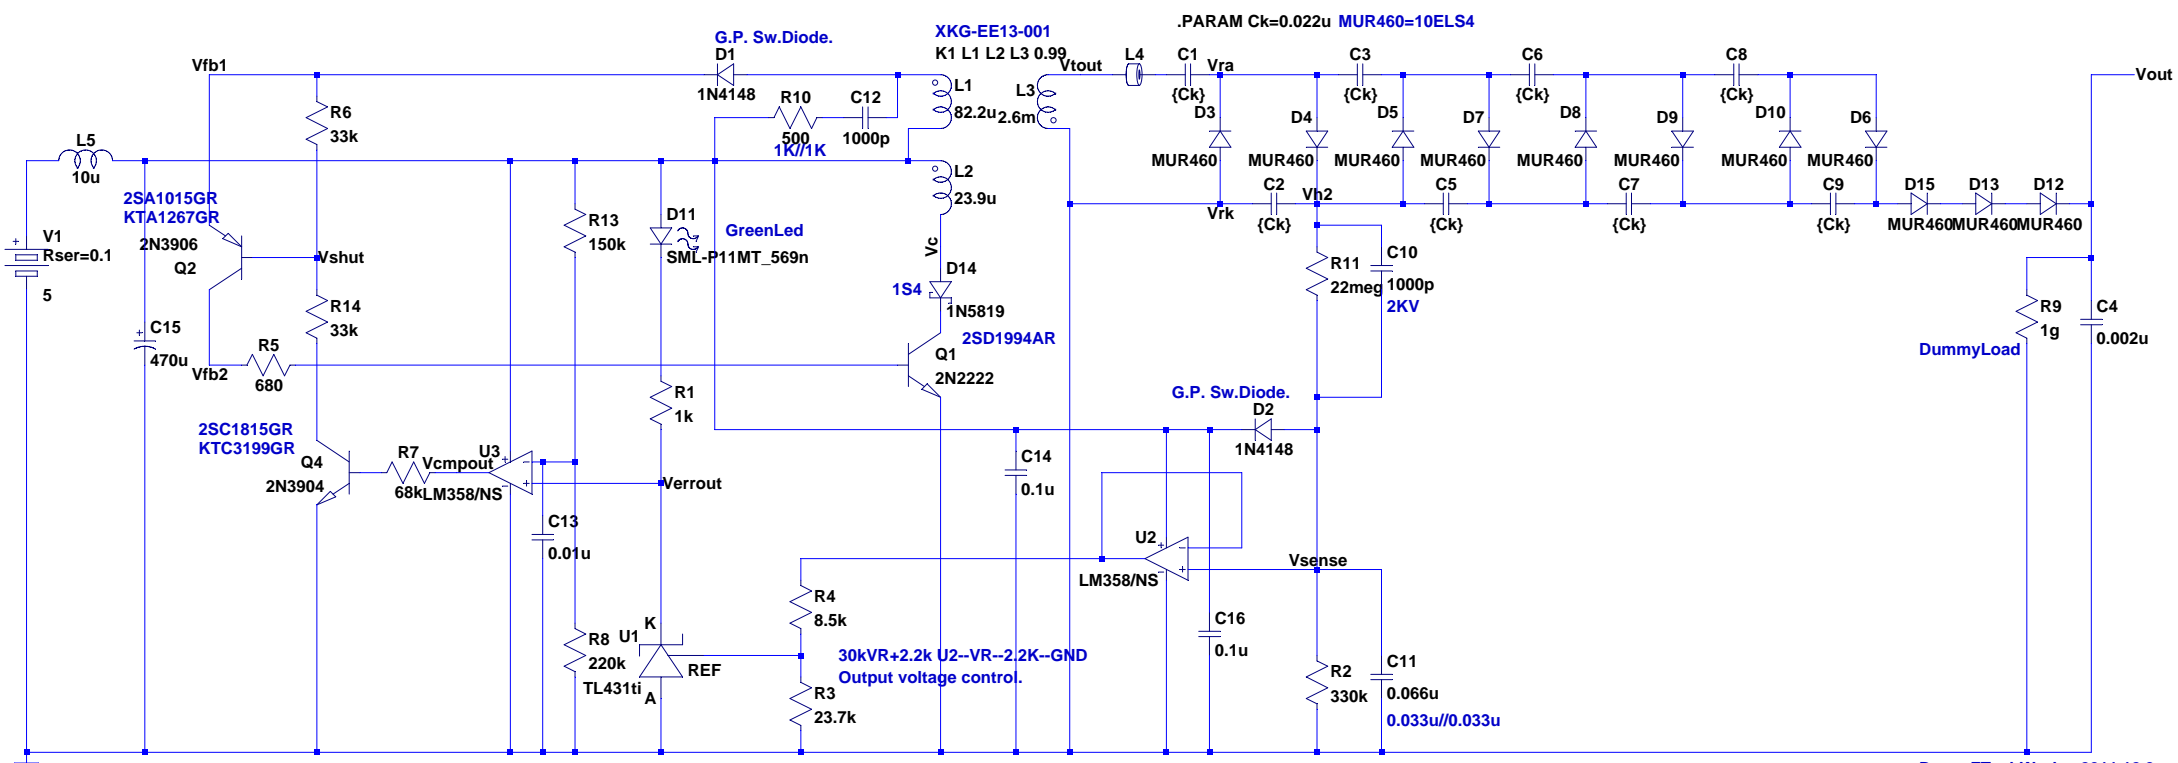 .PARAM Ck=0.022u MUR460=10ELS4
XKG-EE13-001
K1 L1 L2 L3 0.99
G.P. Sw.Diode.
D1
1N4148
Vfb1
R10
500
1K//1K
C12
1000p
L1
82.2u
L3
2.6m
Vtout
L4
C1
{Ck}
Vra
C3
{Ck}
C6
{Ck}
C8
{Ck}
Vout
R6
33k
D3
MUR460
D4
MUR460
D5
MUR460
D7
MUR460
D8
MUR460
D9
MUR460
D10
MUR460
D6
MUR460
L5
10u
L2
23.9u
C2
{Ck}
Vrk
Vh2
C5
{Ck}
C7
{Ck}
C9
{Ck}
D15
MUR460
D13
MUR460
D12
MUR460
2SA1015GR
KTA1267GR
2N3906
Q2
V1
Rser=0.1
5
Vshut
R13
150k
D11
GreenLed
SML-P11MT_569n
Vc
D14
1S4
1N5819
R11
22meg
C10
1000p
2KV
R14
33k
C15
470u
R5
680
Vfb2
2SD1994AR
Q1
2N2222
R9
1g
DummyLoad
C4
0.002u
R1
1k
G.P. Sw.Diode.
D2
1N4148
2SC1815GR
KTC3199GR
Q4
2N3904
R7
68k
Vcmpout
U3
LM358/NS
Verrout
C14
0.1u
C13
0.01u
U2
LM358/NS
Vsense
R4
8.5k
C16
0.1u
K
U1
REF
TL431ti
A
R8
220k
30kVR+2.2k U2--VR--2.2K--GND
Output voltage control.
R3
23.7k
R2
330k
C11
0.066u
0.033u//0.033u